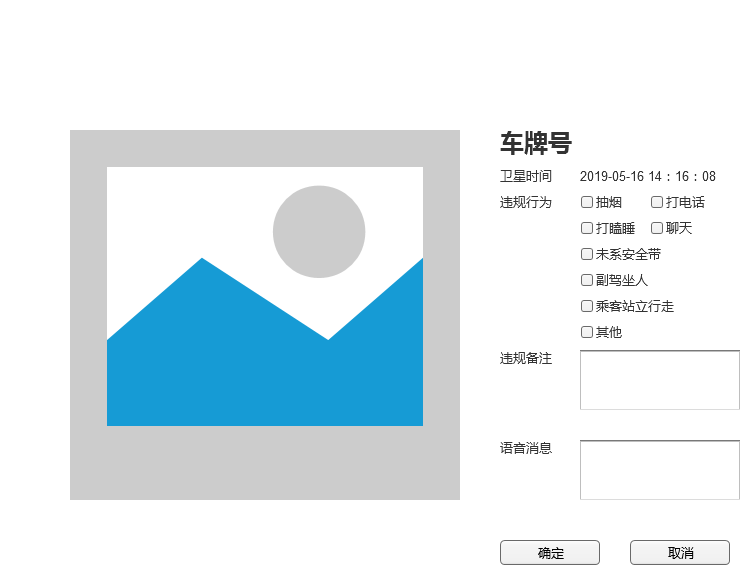 车牌号
卫星时间 2019-05-16 14：16：08
违规行为 抽烟 打电话
打瞌睡 聊天
未系安全带
副驾坐人
乘客站立行走
其他
违规备注
语音消息
确定 取消